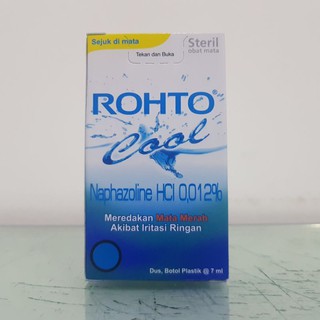 Sejuk di mata
Steril
obat mata
Tekan dan Buka
ROHTO®
Cool
Naphazoline HCl 0,012%
Meredakan Mata Merah
Akibat Iritasi Ringan
Dus, Botol Plastik @ 7 ml